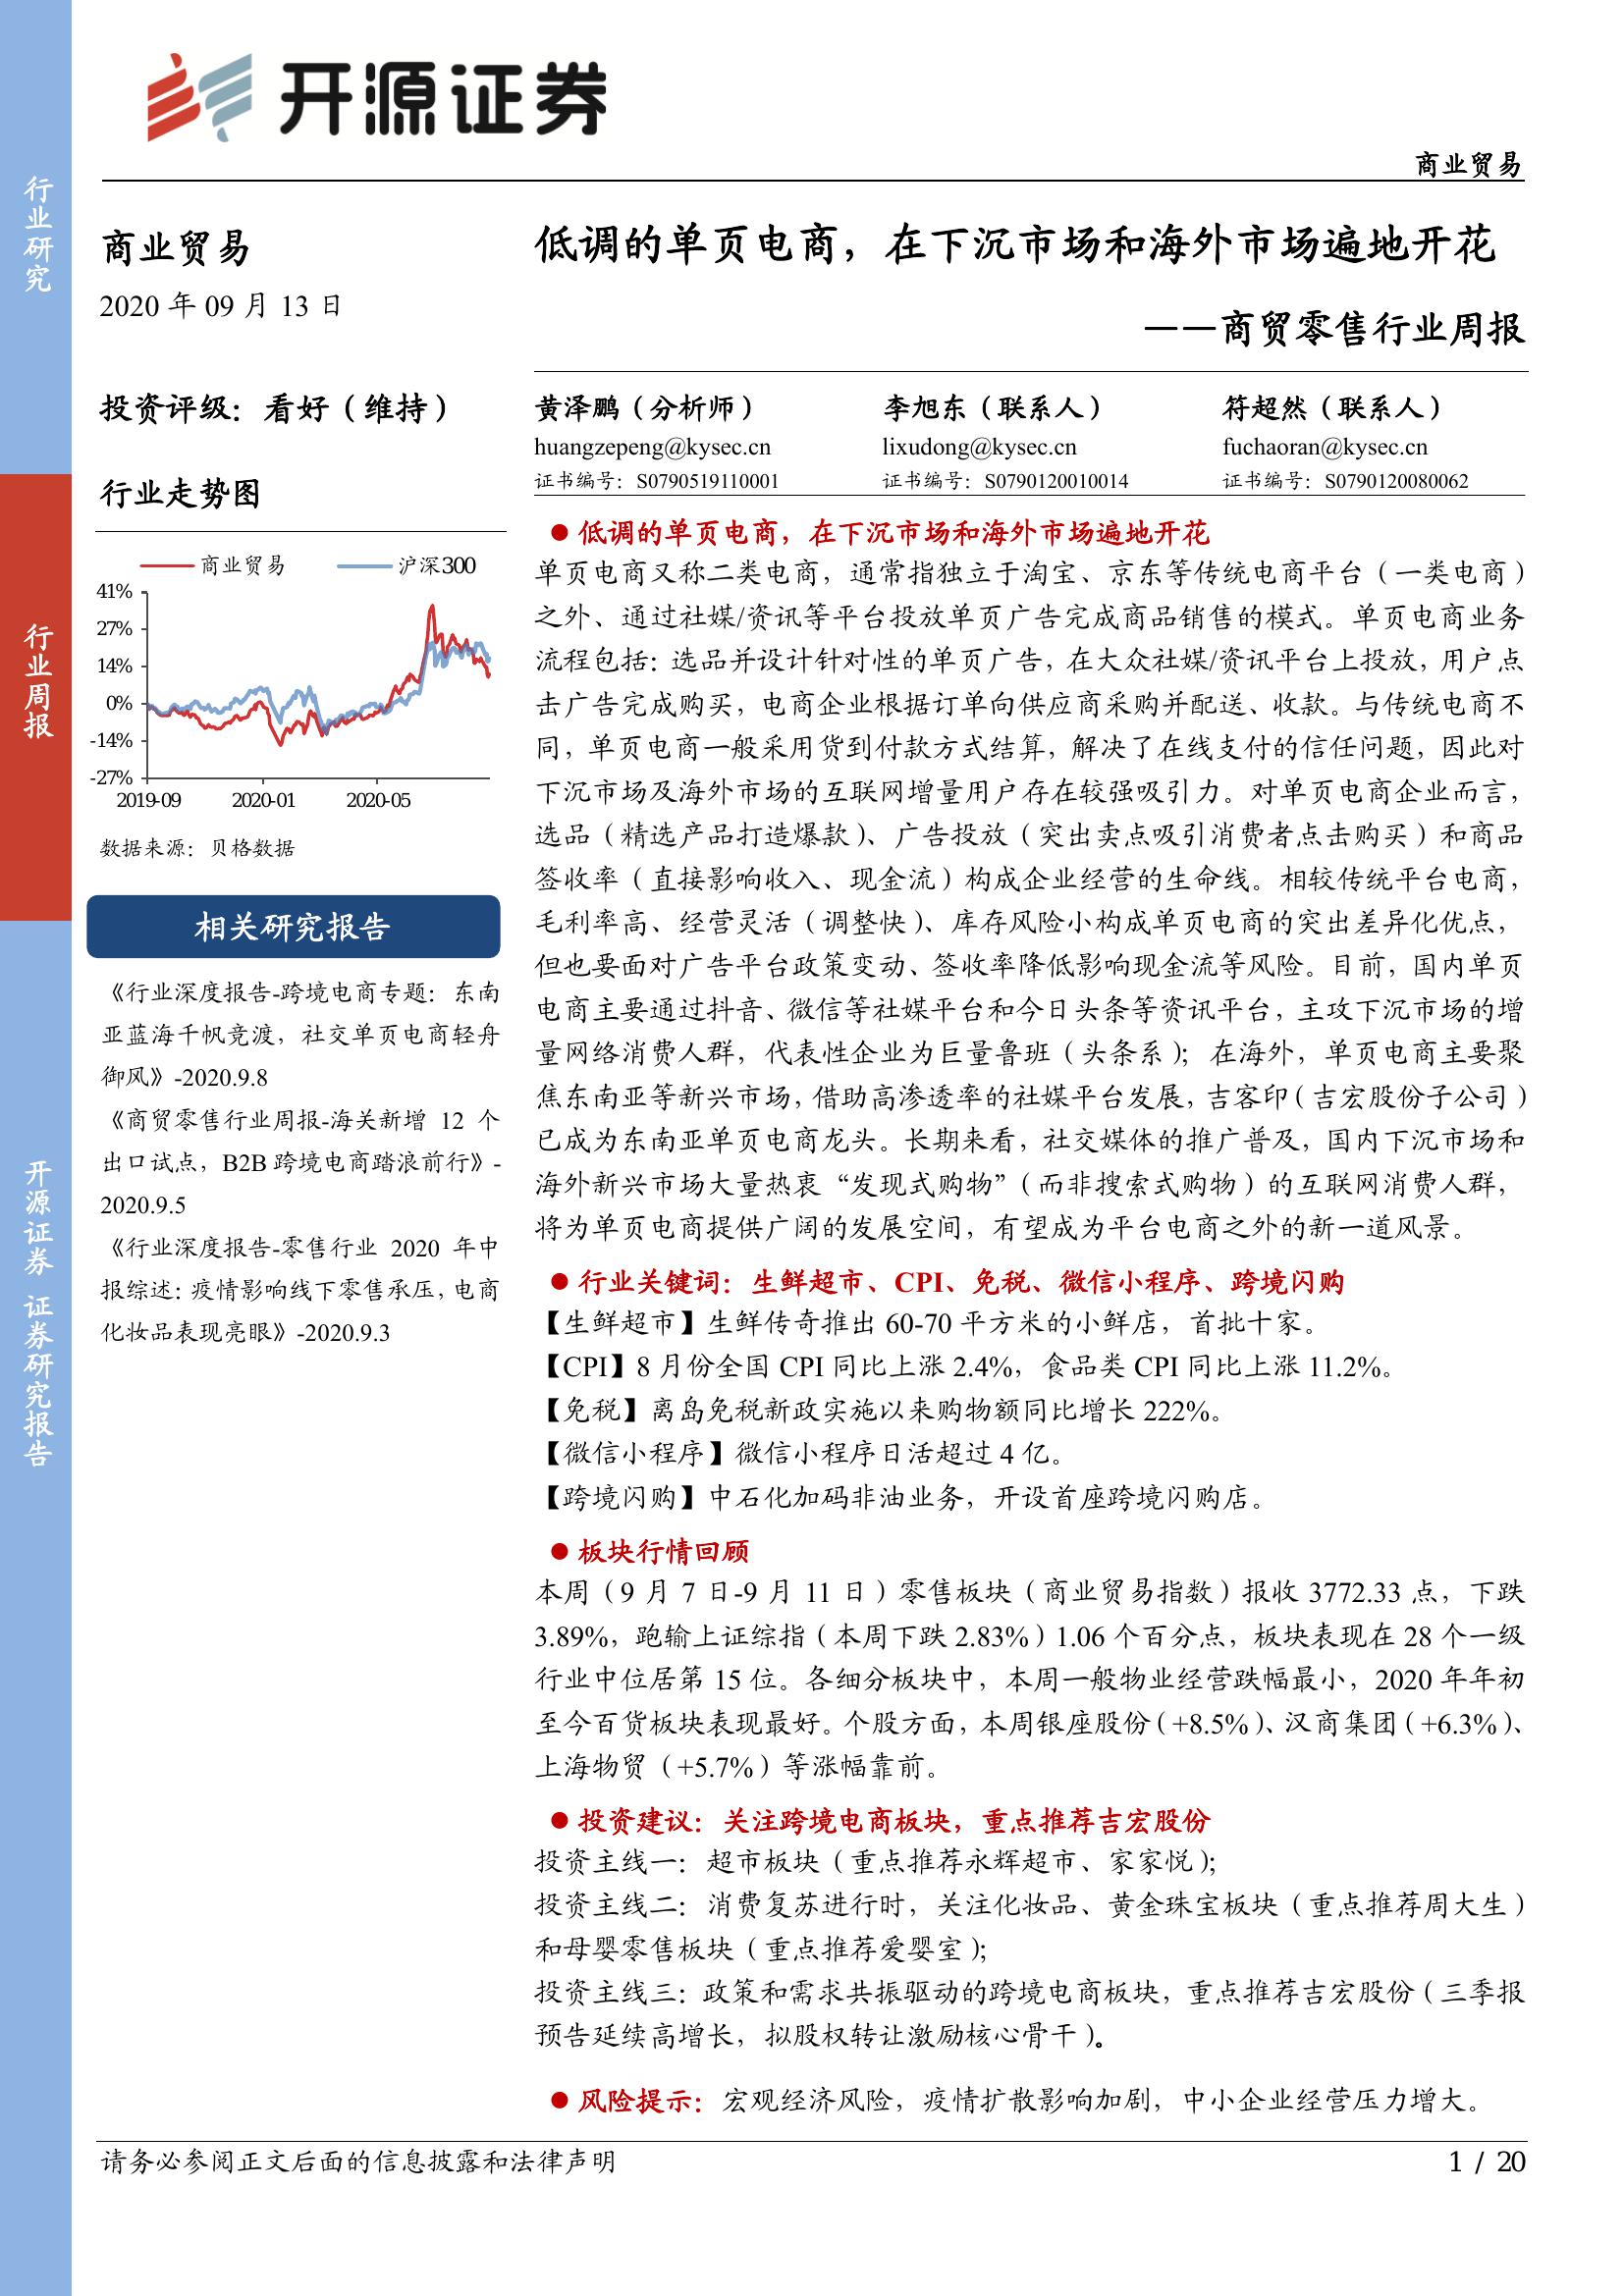 开源证券
商业贸易
行业研究
行业周报
开源证券 证券研究报告
商业贸易
2020 年 09 月 13 日
投资评级：看好（维持）
行业走势图
商业贸易 沪深300
41%
27%
14%
0%
-14%
-27%
2019-09 2020-01 2020-05
数据来源：贝格数据
相关研究报告
《行业深度报告-跨境电商专题：东南
亚蓝海千帆竞渡，社交单页电商轻舟
御风》-2020.9.8
《商贸零售行业周报-海关新增 12 个
出口试点，B2B 跨境电商踏浪前行》-
2020.9.5
《行业深度报告-零售行业 2020 年中
报综述：疫情影响线下零售承压，电商
化妆品表现亮眼》-2020.9.3
低调的单页电商，在下沉市场和海外市场遍地开花
——商贸零售行业周报
黄泽鹏（分析师） 李旭东（联系人） 符超然（联系人）
huangzepeng@kysec.cn lixudong@kysec.cn fuchaoran@kysec.cn
证书编号：S0790519110001 证书编号：S0790120010014 证书编号：S0790120080062
● 低调的单页电商，在下沉市场和海外市场遍地开花
单页电商又称二类电商，通常指独立于淘宝、京东等传统电商平台（一类电商）
之外、通过社媒/资讯等平台投放单页广告完成商品销售的模式。单页电商业务
流程包括：选品并设计针对性的单页广告，在大众社媒/资讯平台上投放，用户点
击广告完成购买，电商企业根据订单向供应商采购并配送、收款。与传统电商不
同，单页电商一般采用货到付款方式结算，解决了在线支付的信任问题，因此对
下沉市场及海外市场的互联网增量用户存在较强吸引力。对单页电商企业而言，
选品（精选产品打造爆款）、广告投放（突出卖点吸引消费者点击购买）和商品
签收率（直接影响收入、现金流）构成企业经营的生命线。相较传统平台电商，
毛利率高、经营灵活（调整快）、库存风险小构成单页电商的突出差异化优点，
但也要面对广告平台政策变动、签收率降低影响现金流等风险。目前，国内单页
电商主要通过抖音、微信等社媒平台和今日头条等资讯平台，主攻下沉市场的增
量网络消费人群，代表性企业为巨量鲁班（头条系）；在海外，单页电商主要聚
焦东南亚等新兴市场，借助高渗透率的社媒平台发展，吉客印（吉宏股份子公司）
已成为东南亚单页电商龙头。长期来看，社交媒体的推广普及，国内下沉市场和
海外新兴市场大量热衷“发现式购物”（而非搜索式购物）的互联网消费人群，
将为单页电商提供广阔的发展空间，有望成为平台电商之外的新一道风景。
● 行业关键词：生鲜超市、CPI、免税、微信小程序、跨境闪购
【生鲜超市】生鲜传奇推出 60-70 平方米的小鲜店，首批十家。
【CPI】8 月份全国 CPI 同比上涨 2.4%，食品类 CPI 同比上涨 11.2%。
【免税】离岛免税新政实施以来购物额同比增长 222%。
【微信小程序】微信小程序日活超过 4 亿。
【跨境闪购】中石化加码非油业务，开设首座跨境闪购店。
● 板块行情回顾
本周（9 月 7 日-9 月 11 日）零售板块（商业贸易指数）报收 3772.33 点，下跌
3.89%，跑输上证综指（本周下跌 2.83%）1.06 个百分点，板块表现在 28 个一级
行业中位居第 15 位。各细分板块中，本周一般物业经营跌幅最小，2020 年年初
至今百货板块表现最好。个股方面，本周银座股份（+8.5%）、汉商集团（+6.3%）、
上海物贸（+5.7%）等涨幅靠前。
● 投资建议：关注跨境电商板块，重点推荐吉宏股份
投资主线一：超市板块（重点推荐永辉超市、家家悦）；
投资主线二：消费复苏进行时，关注化妆品、黄金珠宝板块（重点推荐周大生）
和母婴零售板块（重点推荐爱婴室）；
投资主线三：政策和需求共振驱动的跨境电商板块，重点推荐吉宏股份（三季报
预告延续高增长，拟股权转让激励核心骨干）。
● 风险提示：宏观经济风险，疫情扩散影响加剧，中小企业经营压力增大。
请务必参阅正文后面的信息披露和法律声明 1 / 20